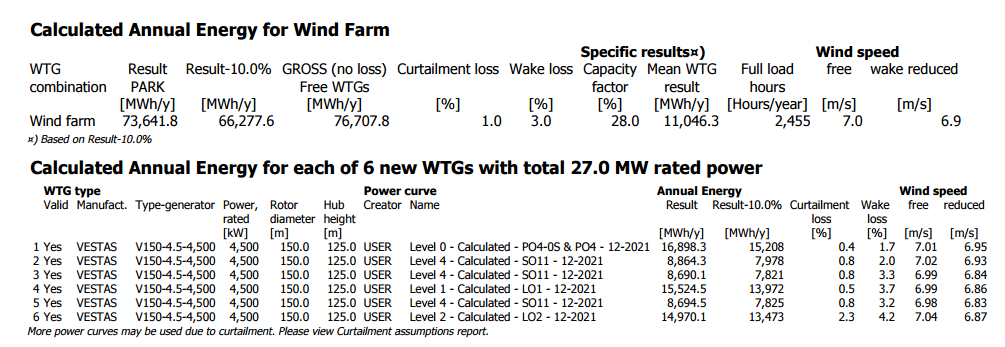 Calculated Annual Energy for Wind Farm
Specific results¤) Wind speed
WTG Result Result-10.0% GROSS (no loss) Curtailment loss Wake loss Capacity Mean WTG Full load free wake reduced
combination PARK Free WTGs factor result hours
[MWh/y] [MWh/y] [MWh/y] [%] [%] [%] [MWh/y] [Hours/year] [m/s] [m/s]
Wind farm 73,641.8 66,277.6 76,707.8 1.0 3.0 28.0 11,046.3 2,455 7.0 6.9
¤) Based on Result-10.0%
Calculated Annual Energy for each of 6 new WTGs with total 27.0 MW rated power
WTG type Power curve Annual Energy Wind speed
Valid Manufact. Type-generator Power, Rotor Hub Creator Name Result Result-10.0% Curtailment Wake free reduced
rated diameter height loss loss
[kW] [m] [m] [MWh/y] [MWh/y] [%] [%] [m/s] [m/s]
1 Yes VESTAS V150-4.5-4,500 4,500 150.0 125.0 USER Level 0 - Calculated - PO4-0S & PO4 - 12-2021 16,898.3 15,208 0.4 1.7 7.01 6.95
2 Yes VESTAS V150-4.5-4,500 4,500 150.0 125.0 USER Level 4 - Calculated - SO11 - 12-2021 8,864.3 7,978 0.8 2.0 7.02 6.93
3 Yes VESTAS V150-4.5-4,500 4,500 150.0 125.0 USER Level 4 - Calculated - SO11 - 12-2021 8,690.1 7,821 0.8 3.3 6.99 6.84
4 Yes VESTAS V150-4.5-4,500 4,500 150.0 125.0 USER Level 1 - Calculated - LO1 - 12-2021 15,524.5 13,972 0.5 3.7 6.99 6.86
5 Yes VESTAS V150-4.5-4,500 4,500 150.0 125.0 USER Level 4 - Calculated - SO11 - 12-2021 8,694.5 7,825 0.8 3.2 6.98 6.83
6 Yes VESTAS V150-4.5-4,500 4,500 150.0 125.0 USER Level 2 - Calculated - LO2 - 12-2021 14,970.1 13,473 2.3 4.2 7.04 6.87
More power curves may be used due to curtailment. Please view Curtailment assumptions report.